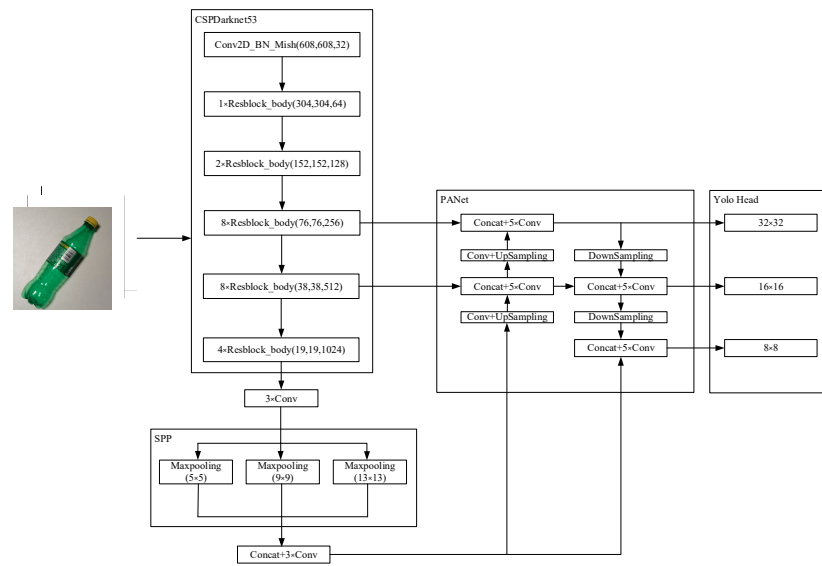 CSPDarknet53
Conv2D_BN_Mish(608,608,32)
1×Resblock_body(304,304,64)
2×Resblock_body(152,152,128)
8×Resblock_body(76,76,256)
8×Resblock_body(38,38,512)
4×Resblock_body(19,19,1024)
3×Conv
SPP
Maxpooling
(5×5)
Maxpooling
(9×9)
Maxpooling
(13×13)
Concat+3×Conv
PANet
Concat+5×Conv
Conv+UpSampling
DownSampling
Concat+5×Conv
Concat+5×Conv
Conv+UpSampling
DownSampling
Concat+5×Conv
Yolo Head
32×32
16×16
8×8